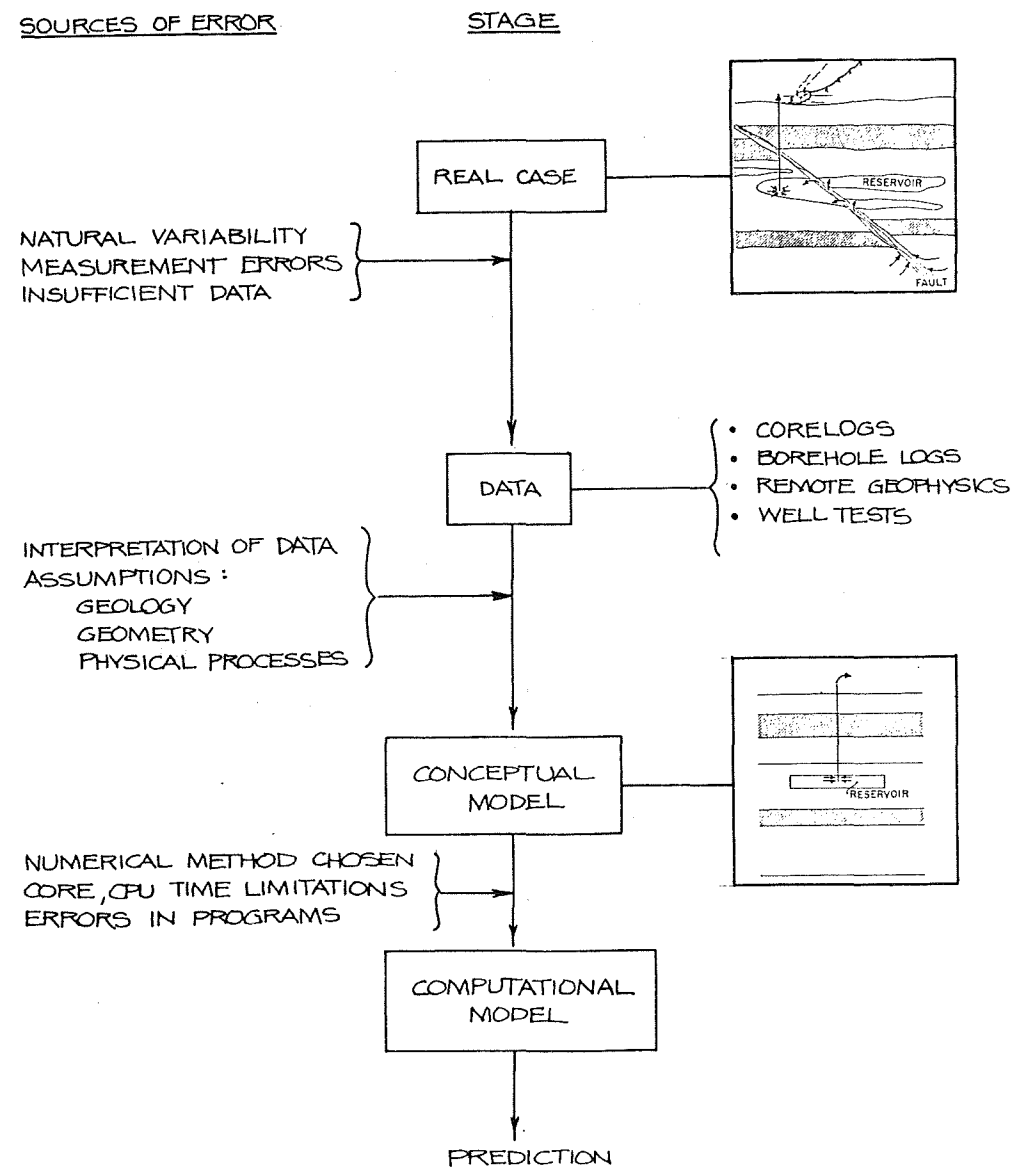 SOURCES OF ERROR
STAGE
REAL CASE
RESERVOIR
FAULT
NATURAL VARIABILITY
MEASUREMENT ERRORS
INSUFFICIENT DATA
DATA
• CORELOGS
• BOREHOLE LOGS
• REMOTE GEOPHYSICS
• WELL TESTS
INTERPRETATION OF DATA
ASSUMPTIONS :
GEOLOGY
GEOMETRY
PHYSICAL PROCESSES
CONCEPTUAL
MODEL
RESERVOIR
NUMERICAL METHOD CHOSEN
CORE, CPU TIME LIMITATIONS
ERRORS IN PROGRAMS
COMPUTATIONAL
MODEL
PREDICTION